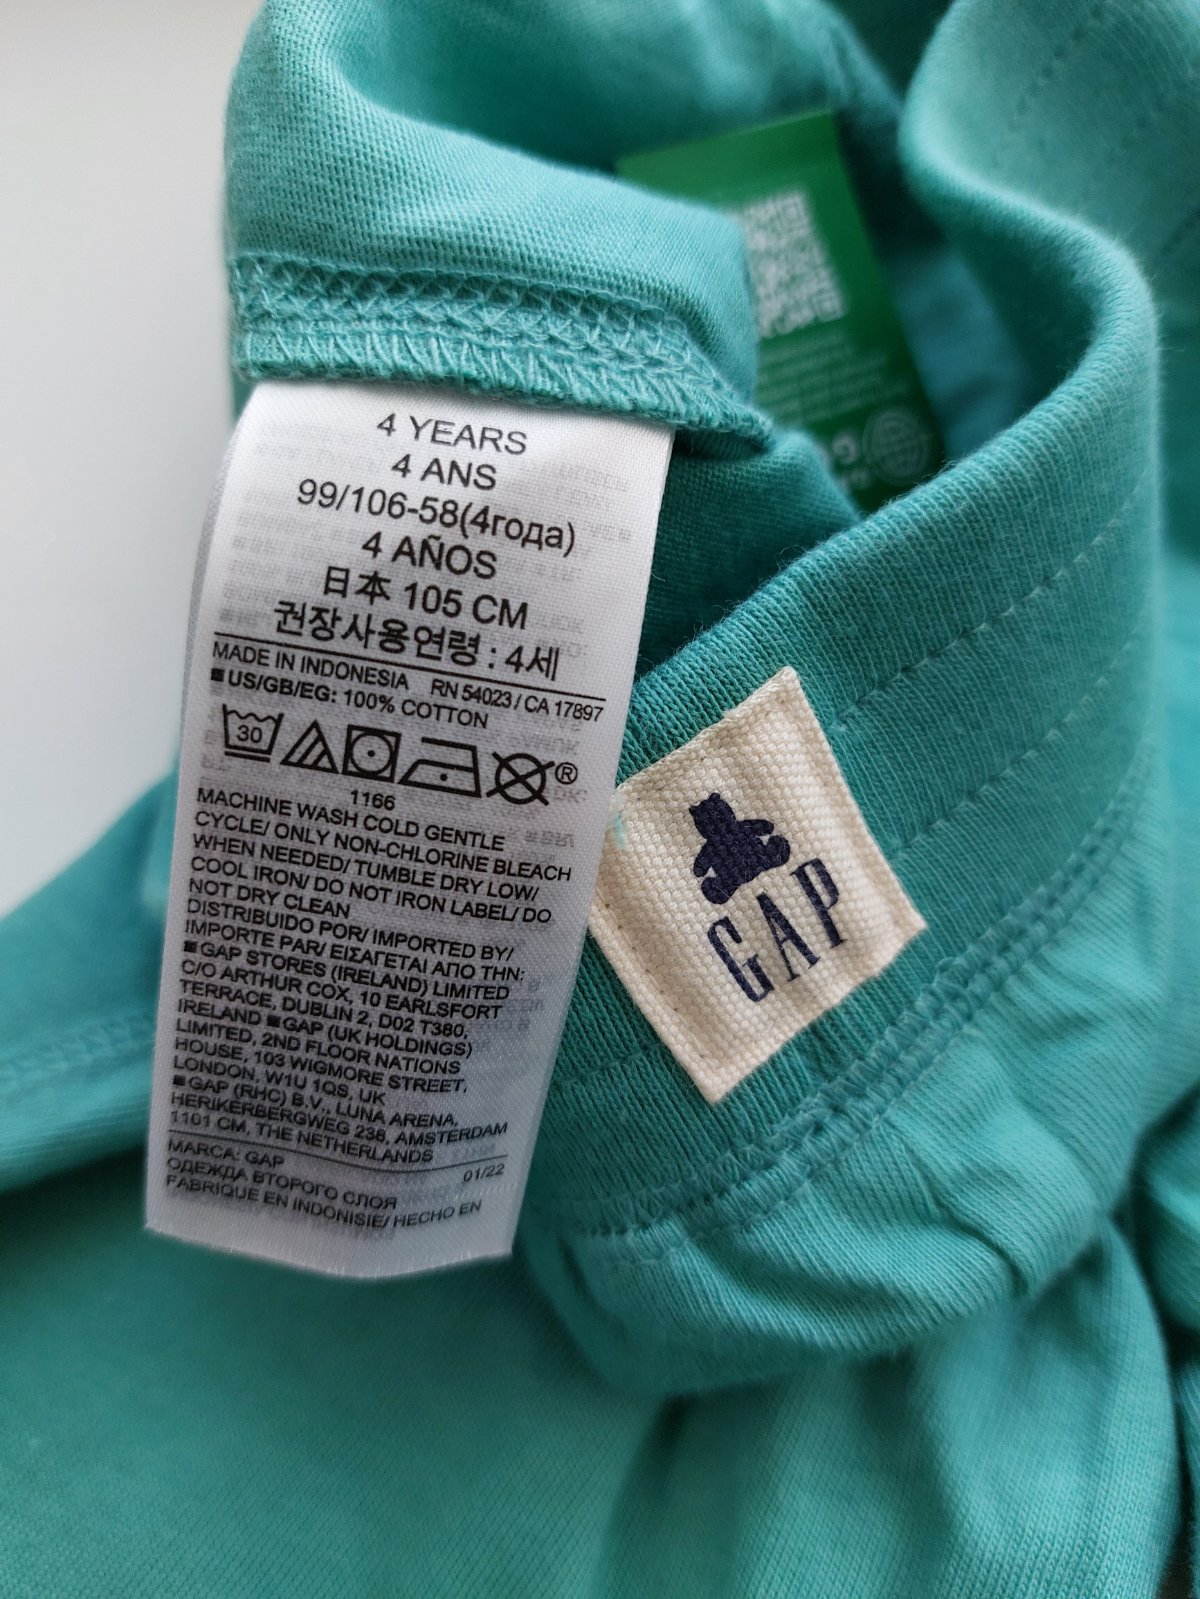 4 YEARS
4 ANS
99/106-58(4года)
4 AÑOS
日本 105 CM
권장사용연령 : 4세
MADE IN INDONESIA RN 54023 / CA 17897
■ US/GB/EG: 100% COTTON
30
®
1166
MACHINE WASH COLD GENTLE
CYCLE/ ONLY NON-CHLORINE BLEACH
WHEN NEEDED/ TUMBLE DRY LOW/
COOL IRON/ DO NOT IRON LABEL/ DO
NOT DRY CLEAN
DISTRIBUIDO POR/ IMPORTED BY/
IMPORTE PAR/ ΕΙΣΑΓΕΤΑΙ ΑΠΟ ΤΗΝ:
■ GAP STORES (IRELAND) LIMITED
C/O ARTHUR COX, 10 EARLSFORT
TERRACE, DUBLIN 2, D02 T380,
IRELAND ■ GAP (UK HOLDINGS)
LIMITED, 2ND FLOOR NATIONS
HOUSE, 103 WIGMORE STREET,
LONDON, W1U 1QS, UK
■ GAP (RHC) B.V., LUNA ARENA,
HERIKERBERGWEG 238, AMSTERDAM
1101 CM, THE NETHERLANDS
MARCA: GAP 01/22
ОДЕЖДА ВТОРОГО СЛОЯ
FABRIQUE EN INDONISIE/ HECHO EN
GAP